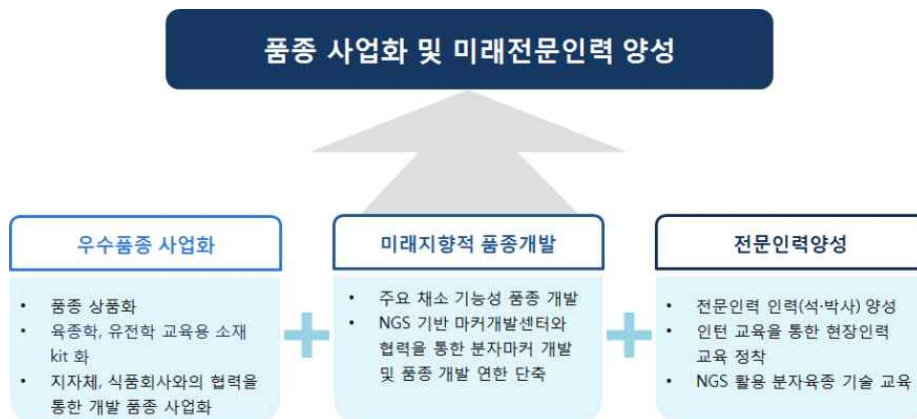 품종 사업화 및 미래전문인력 양성
우수품종 사업화
• 품종 상품화
• 육종학, 유전학 교육용 소재
kit 화
• 지자체, 식품회사와의 협력을
통한 개발 품종 사업화
미래지향적 품종개발
• 주요 채소 기능성 품종 개발
• NGS 기반 마커개발센터와
협력을 통한 분자마커 개발
및 품종 개발 연한 단축
전문인력양성
• 전문인력 인력(석·박사) 양성
• 인턴 교육을 통한 현장인력
교육 정착
• NGS 활용 분자육종 기술 교육